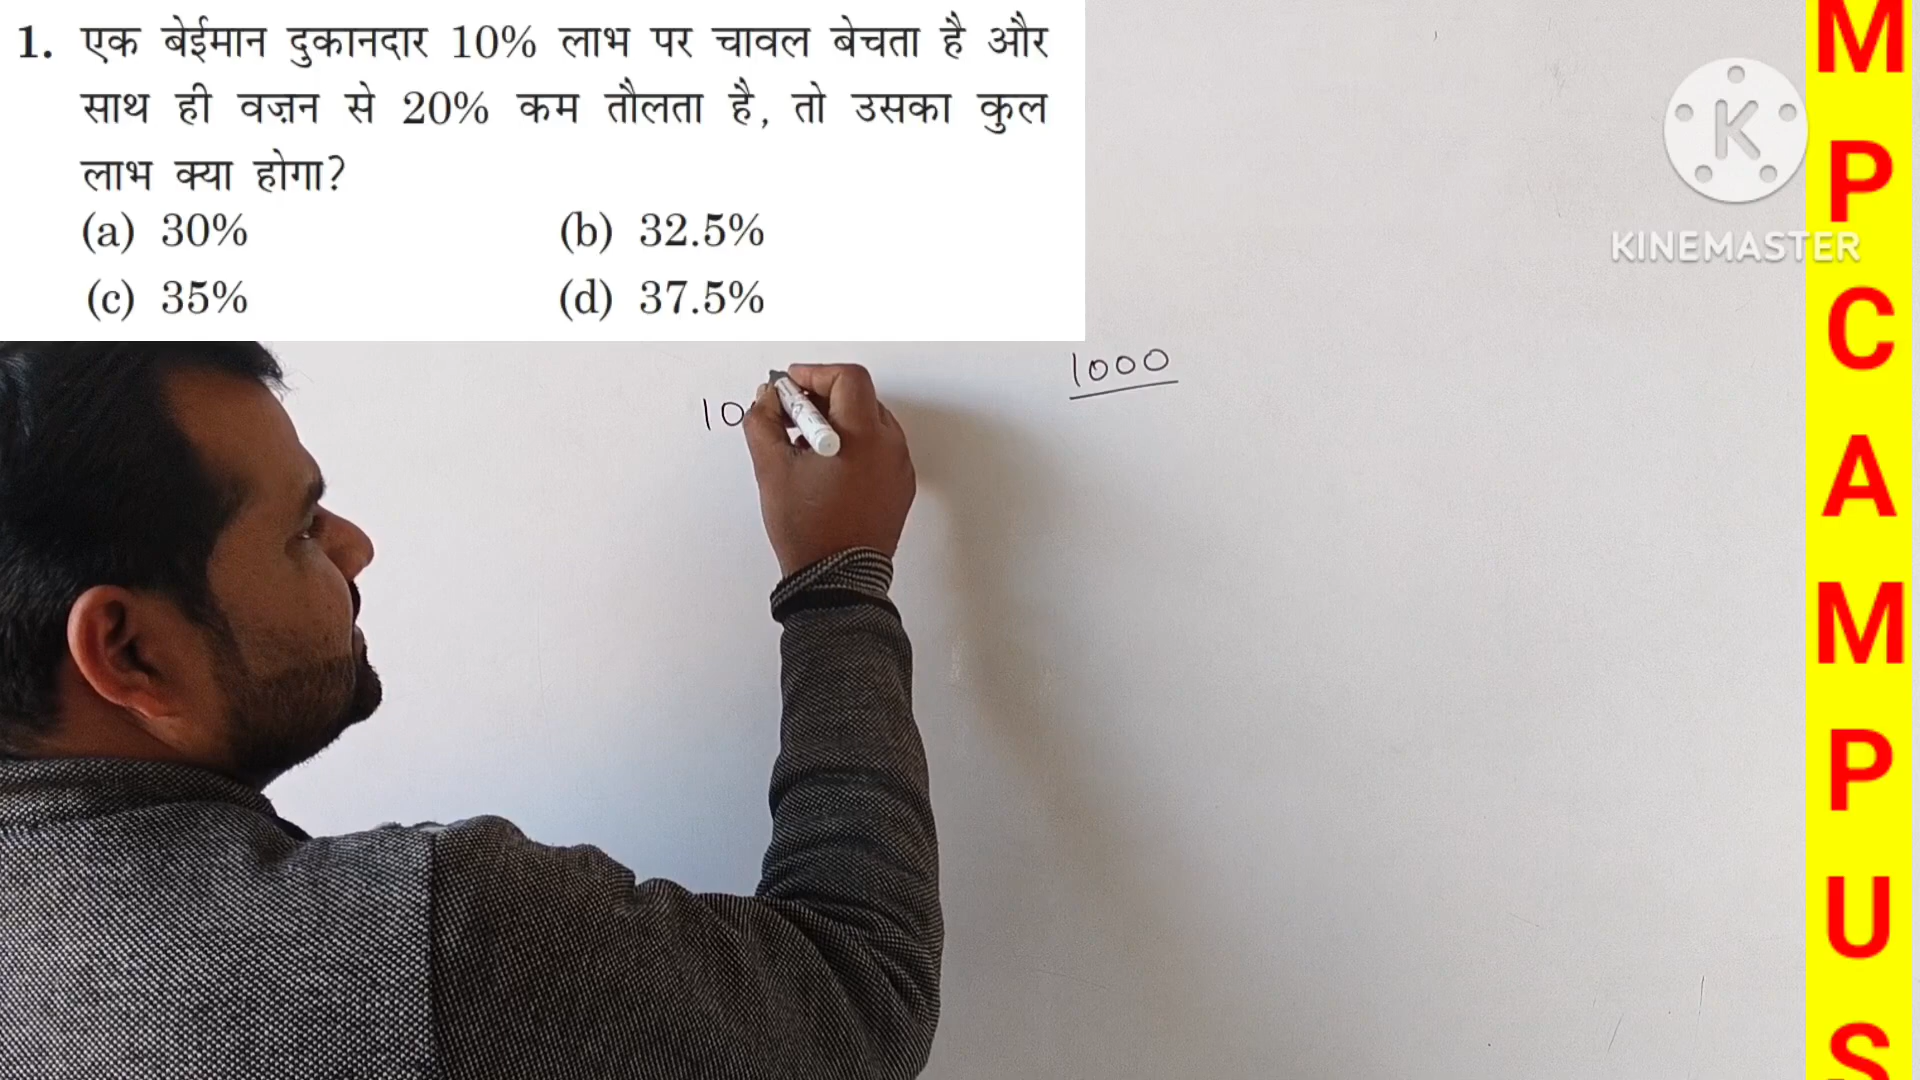 1. एक बेईमान दुकानदार 10% लाभ पर चावल बेचता है और
साथ ही वज़न से 20% कम तौलता है, तो उसका कुल
लाभ क्या होगा?
(a) 30% (b) 32.5%
(c) 35% (d) 37.5%
1000
10
K
KINEMASTER
M
P
C
A
M
P
U
S